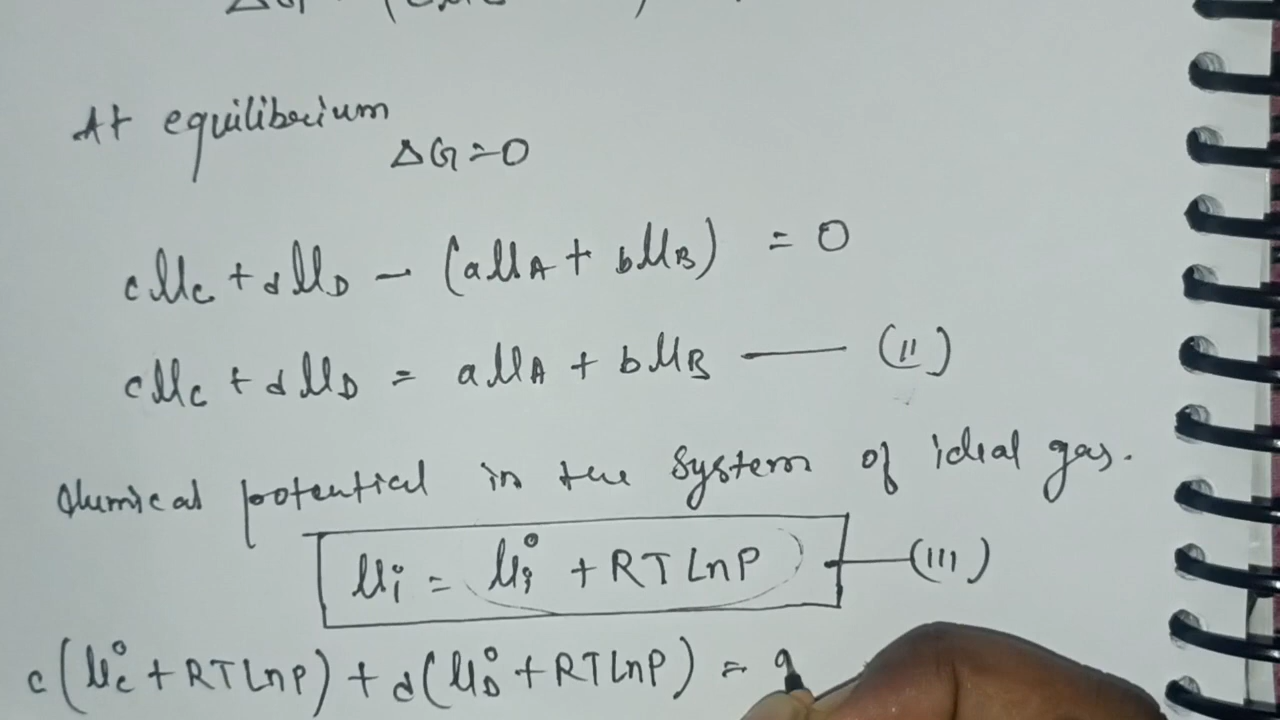 At equilibrium
ΔG=0
cμc + dμD − (aμA + bμB) = 0
cμc + dμD = aμA + bμB — (II)
Chemical potential in the system of ideal gas.
μi = μi° + RT LnP — (III)
c(μc° + RT LnP) + d(μD° + RT LnP) = a